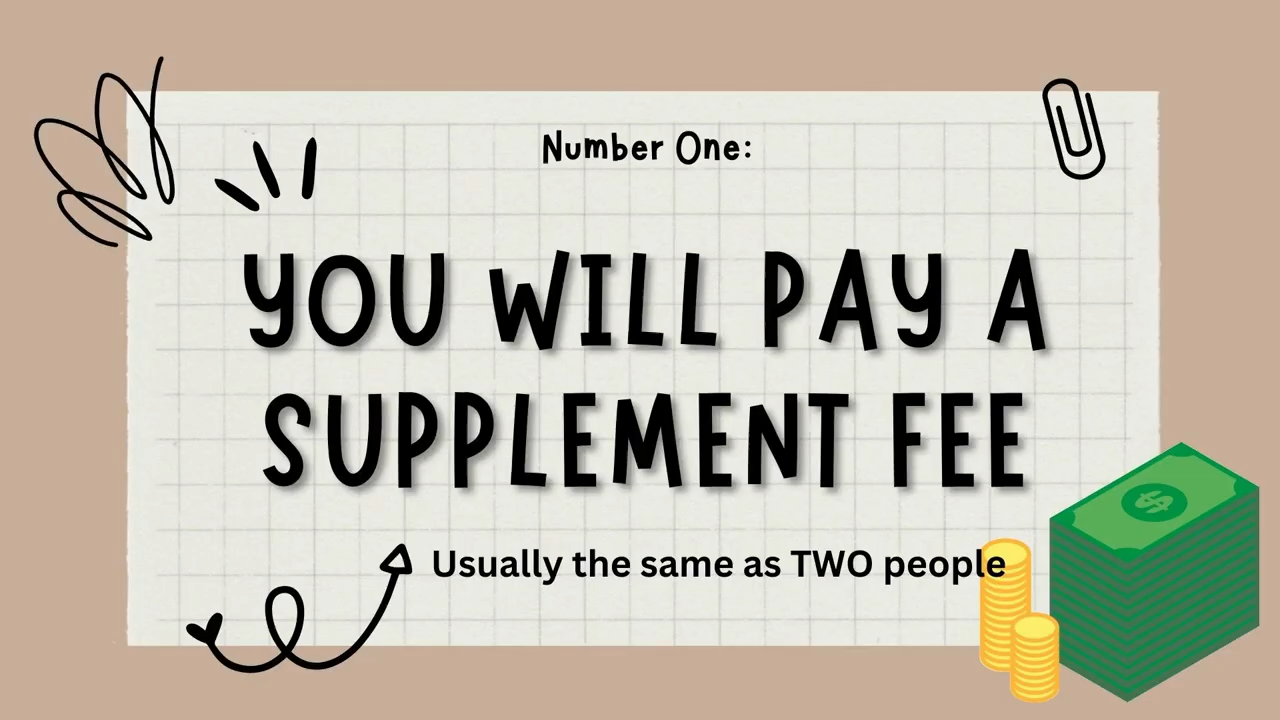 Number One:
YOU WILL PAY A
SUPPLEMENT FEE
Usually the same as TWO people